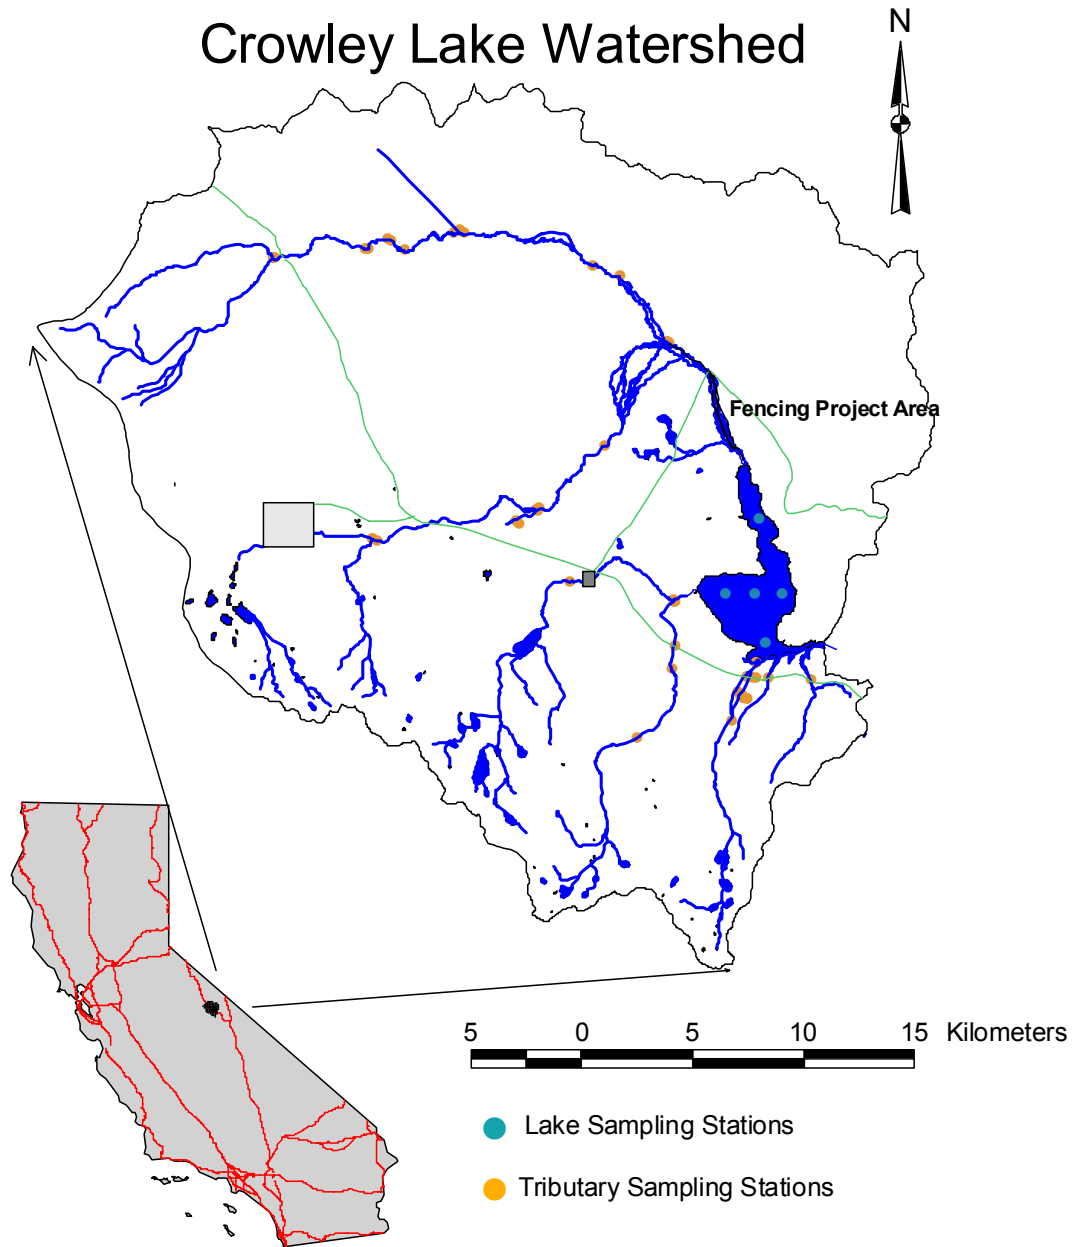 Crowley Lake Watershed
N
Fencing Project Area
5 0 5 10 15 Kilometers
Lake Sampling Stations
Tributary Sampling Stations